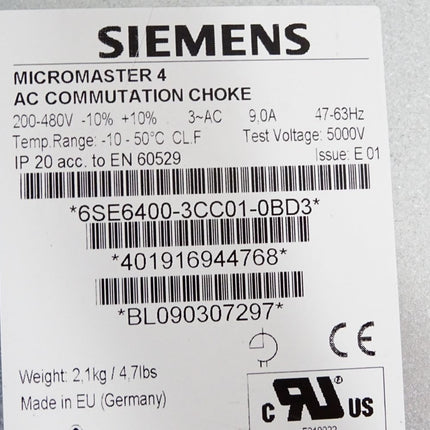 SIEMENS
MICROMASTER 4
AC COMMUTATION CHOKE
200-480V -10% +10% 3~AC 9.0A 47-63Hz
Temp.Range: -10 - 50°C CL.F Test Voltage: 5000V
IP 20 acc. to EN 60529 Issue: E 01
*6SE6400-3CC01-0BD3*
*401916944768*
*BL090307297*
CE
Weight: 2,1kg / 4,7lbs
Made in EU (Germany)
c RU US